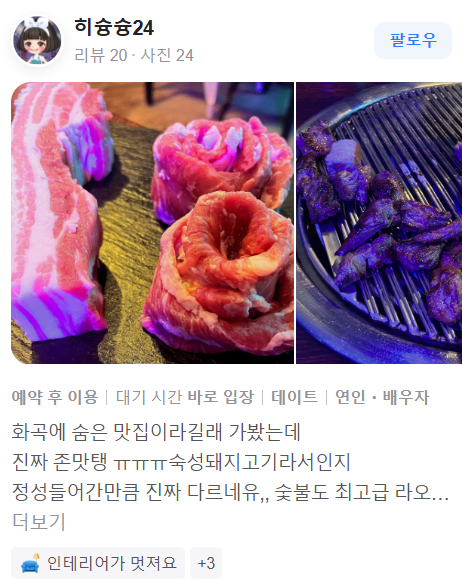 히슝슝24
리뷰 20 · 사진 24
팔로우
예약 후 이용 | 대기 시간 바로 입장 | 데이트 | 연인・배우자
화곡에 숨은 맛집이라길래 가봤는데
진짜 존맛탱 ㅠㅠㅠ숙성돼지고기라서인지
정성들어간만큼 진짜 다르네유,, 숯불도 최고급 라오...
더보기
인테리어가 멋져요
+3